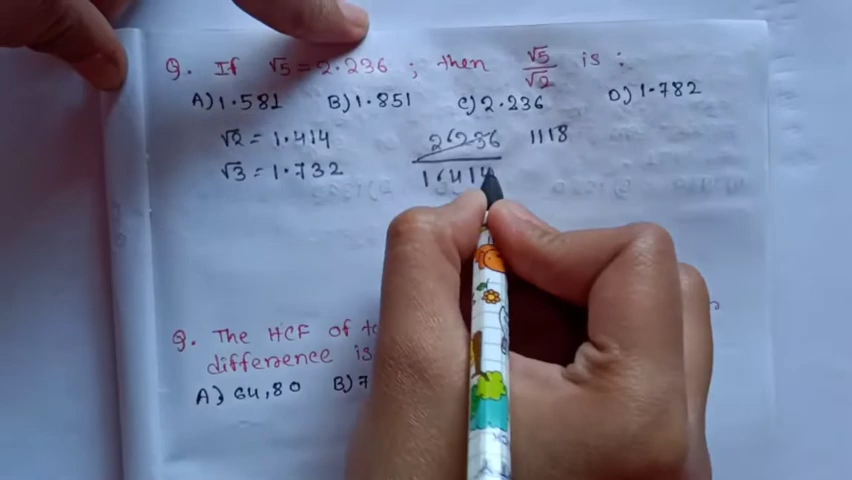 Q. If √5 = 2.236 ; then √5/√2 is :
A) 1.581 B) 1.851 C) 2.236 D) 1.782
√2 = 1.414 2.236 1118
√3 = 1.732 1.414
Q. The HCF of
difference is
A) 64,80 B) 7